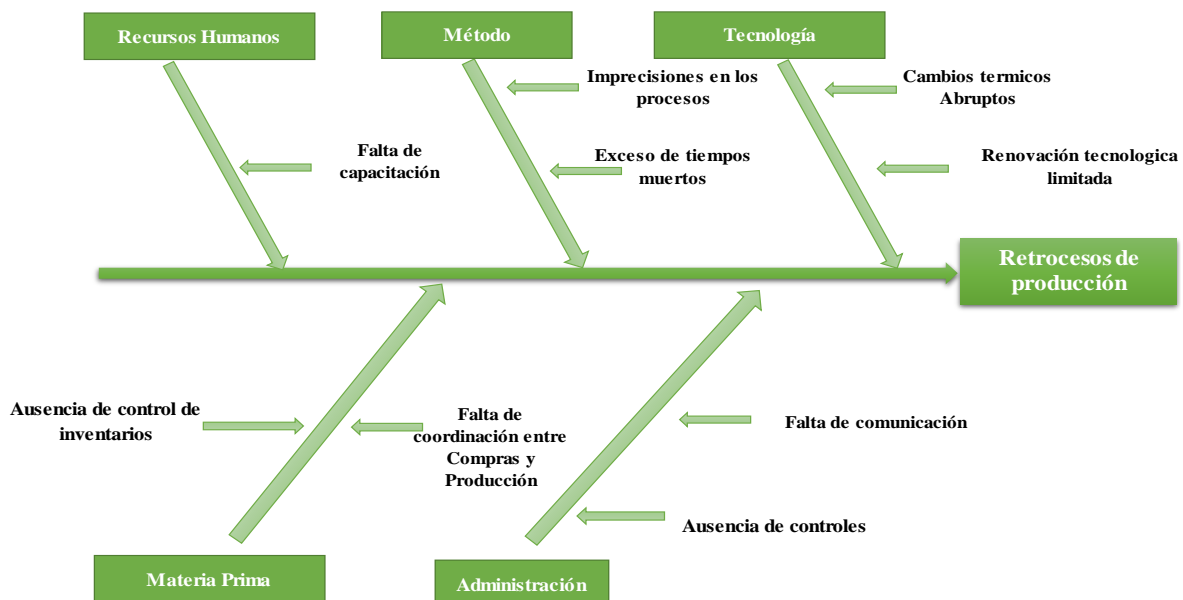 Recursos Humanos
Método
Tecnología
Imprecisiones en los
procesos
Cambios termicos
Abruptos
Falta de
capacitación
Exceso de tiempos
muertos
Renovación tecnologica
limitada
Retrocesos de
producción
Ausencia de control de
inventarios
Falta de
coordinación entre
Compras y
Producción
Falta de comunicación
Ausencia de controles
Materia Prima
Administración